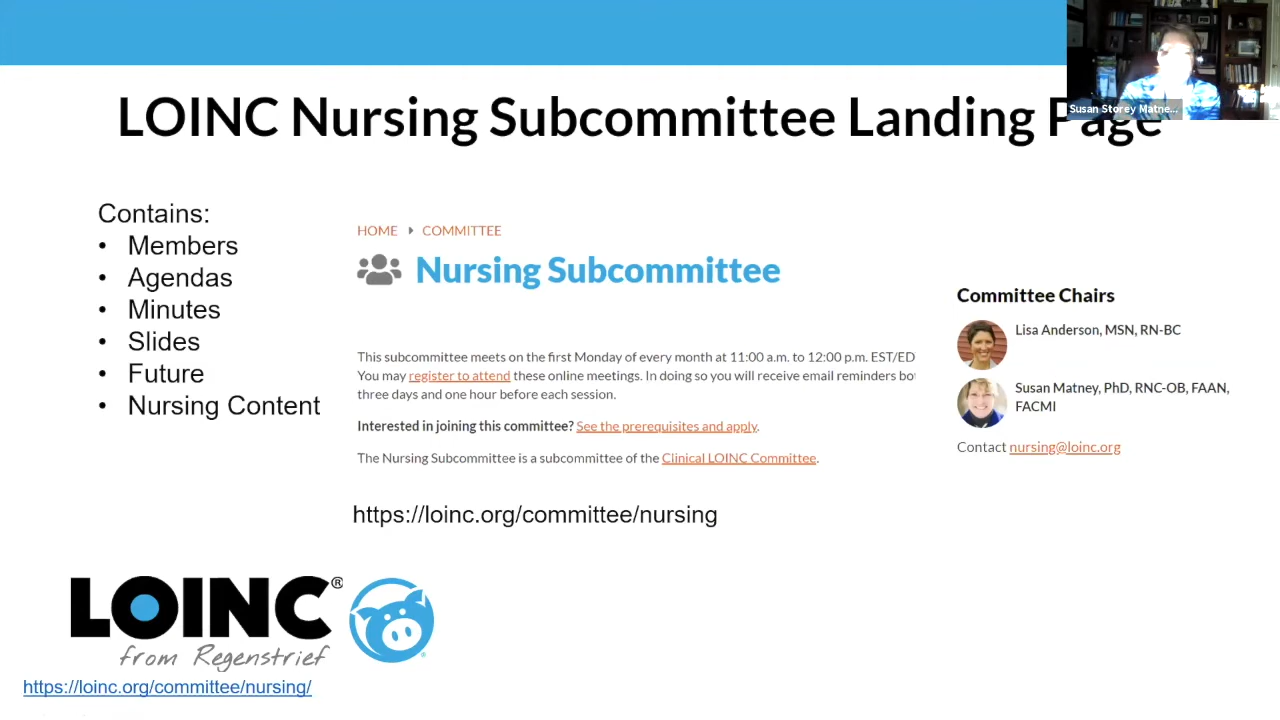 Susan Storey Matne...
LOINC Nursing Subcommittee Landing Page
Contains:
• Members
• Agendas
• Minutes
• Slides
• Future
• Nursing Content
HOME COMMITTEE
Nursing Subcommittee
This subcommittee meets on the first Monday of every month at 11:00 a.m. to 12:00 p.m. EST/ED
You may register to attend these online meetings. In doing so you will receive email reminders bo
three days and one hour before each session.
Interested in joining this committee? See the prerequisites and apply.
The Nursing Subcommittee is a subcommittee of the Clinical LOINC Committee.
https://loinc.org/committee/nursing
Committee Chairs
Lisa Anderson, MSN, RN-BC
Susan Matney, PhD, RNC-OB, FAAN,
FACMI
Contact nursing@loinc.org
LOINC®
from Regenstrief
https://loinc.org/committee/nursing/